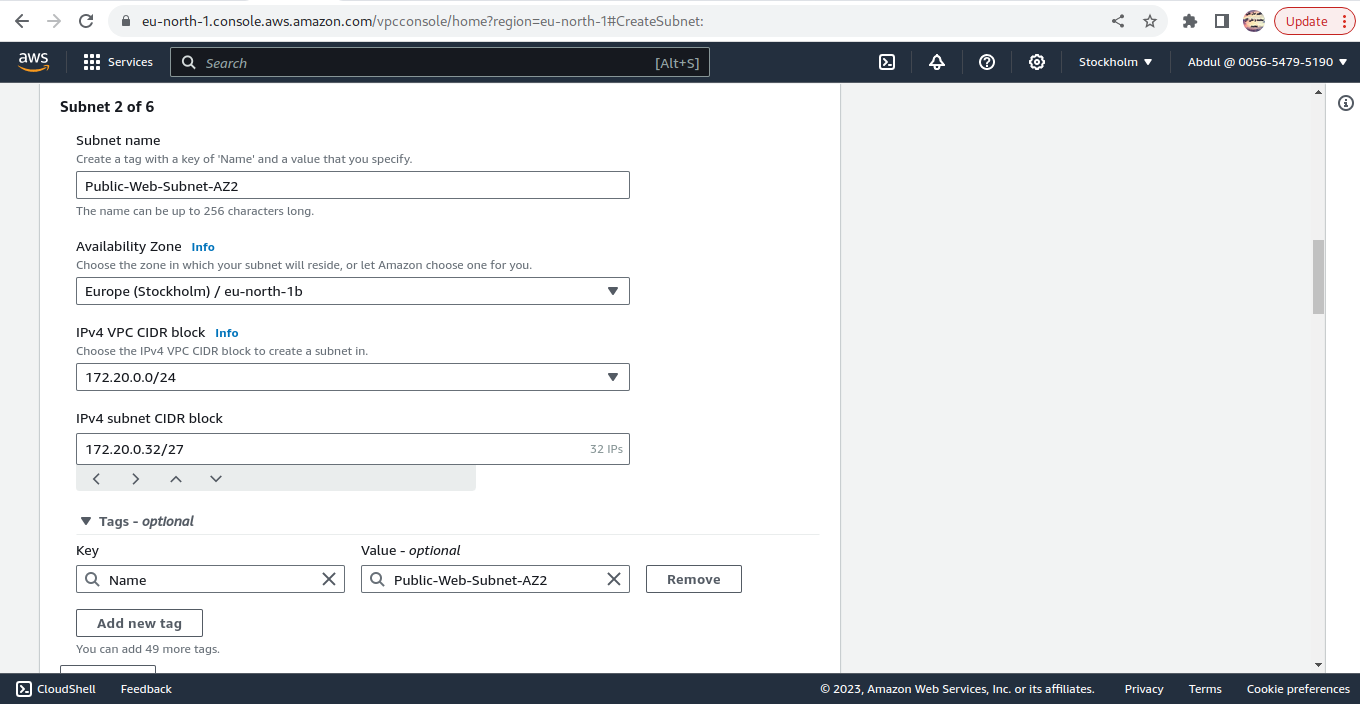 eu-north-1.console.aws.amazon.com/vpcconsole/home?region=eu-north-1#CreateSubnet:
Update
aws
Services
Search
[Alt+S]
Stockholm
Abdul @ 0056-5479-5190
Subnet 2 of 6
Subnet name
Create a tag with a key of 'Name' and a value that you specify.
Public-Web-Subnet-AZ2
The name can be up to 256 characters long.
Availability Zone Info
Choose the zone in which your subnet will reside, or let Amazon choose one for you.
Europe (Stockholm) / eu-north-1b
IPv4 VPC CIDR block Info
Choose the IPv4 VPC CIDR block to create a subnet in.
172.20.0.0/24
IPv4 subnet CIDR block
172.20.0.32/27 32 IPs
Tags - optional
Key Value - optional
Name Public-Web-Subnet-AZ2 Remove
Add new tag
You can add 49 more tags.
CloudShell Feedback © 2023, Amazon Web Services, Inc. or its affiliates. Privacy Terms Cookie preferences